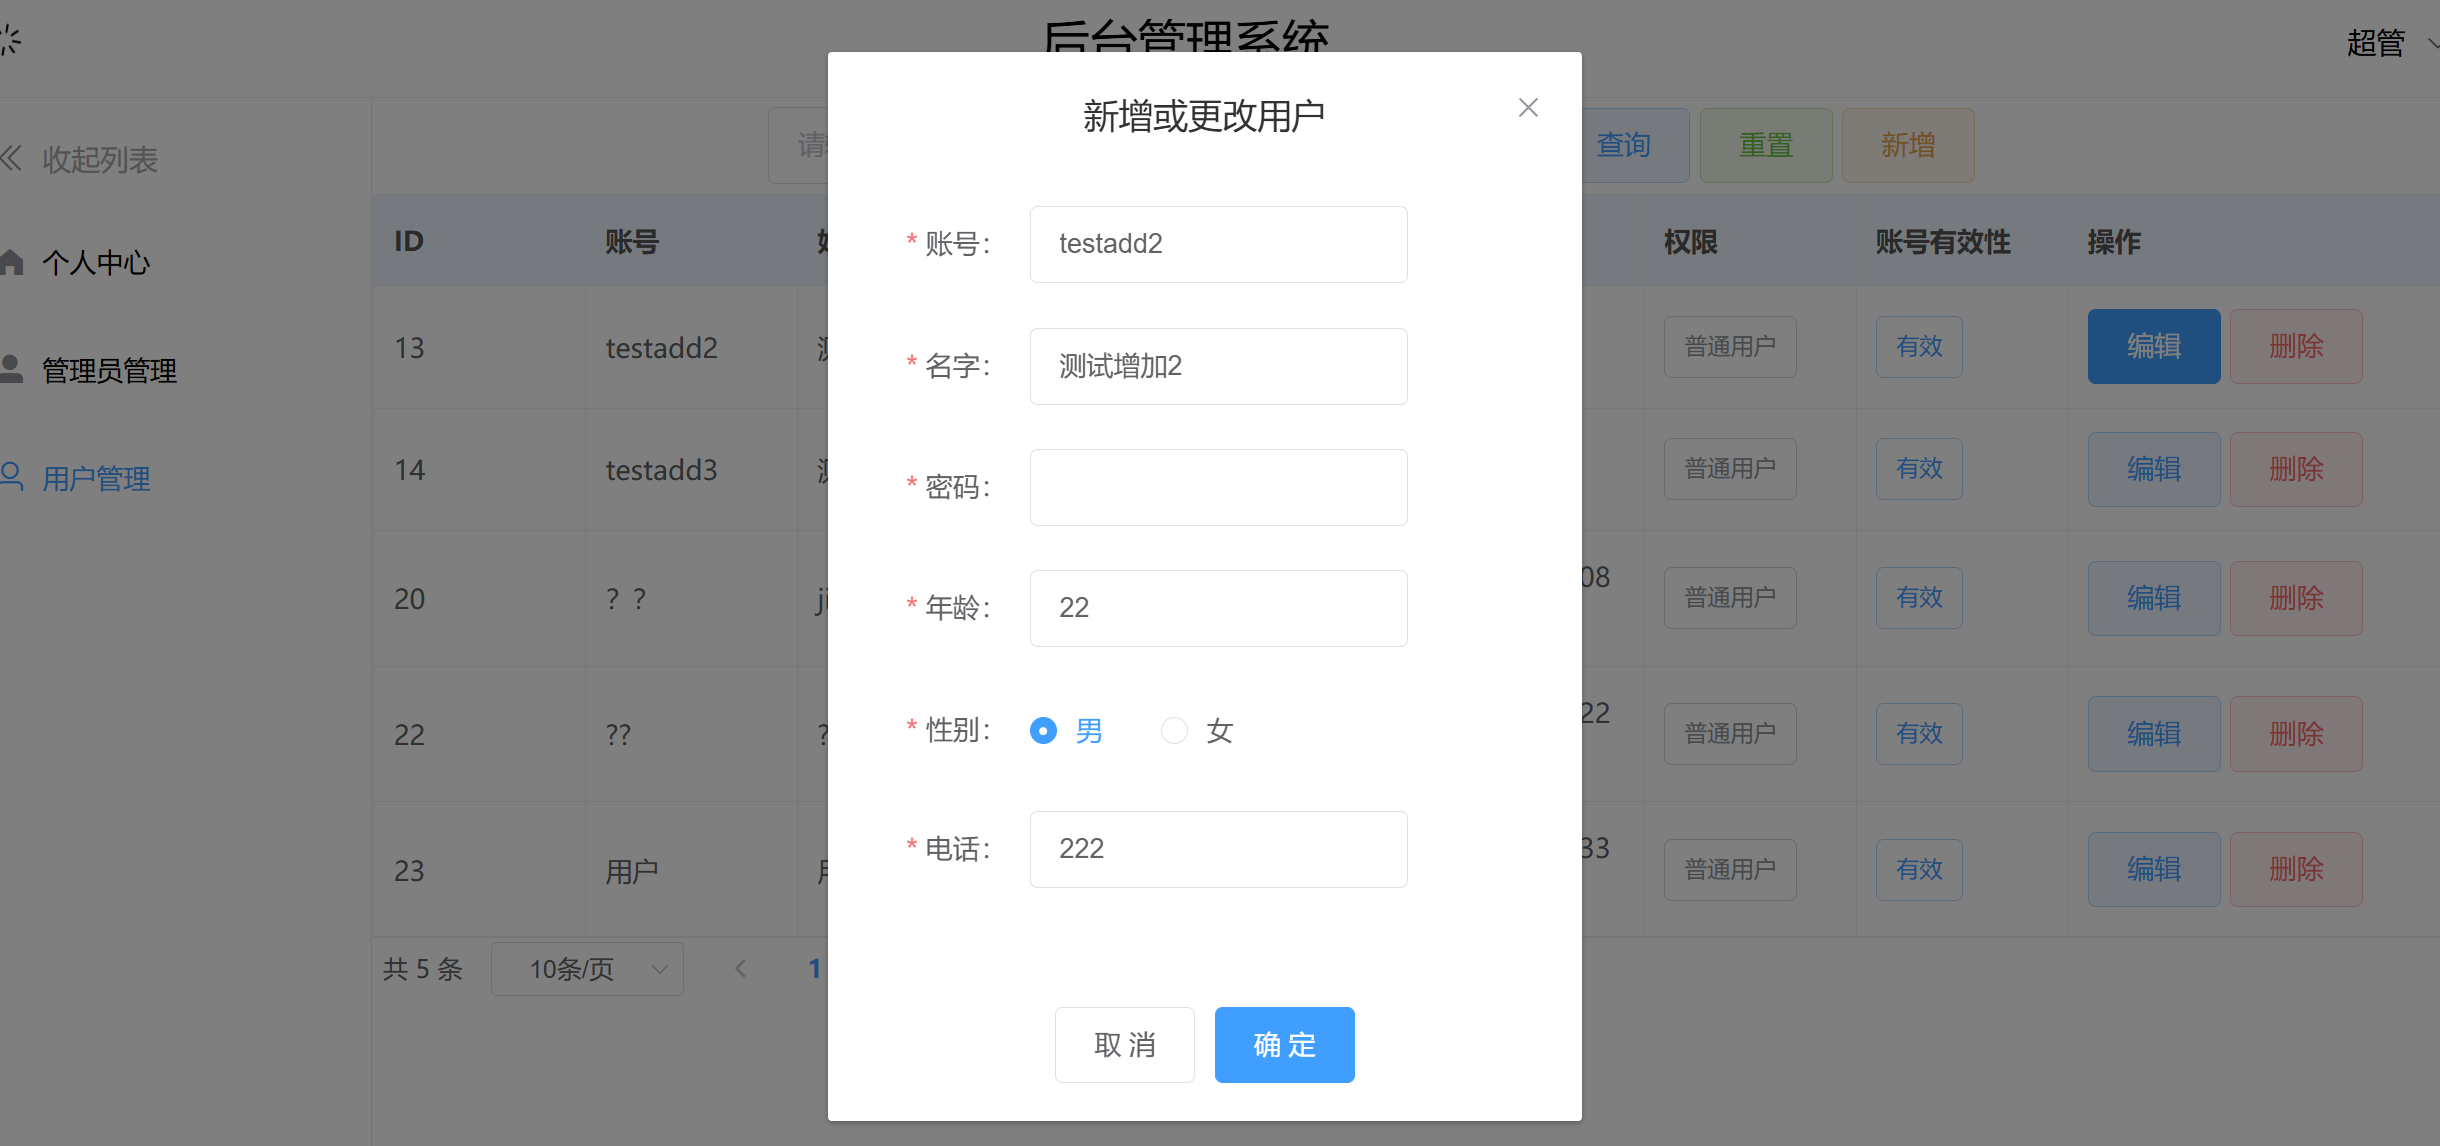 后台管理系统
超管
收起列表
个人中心
管理员管理
用户管理
查询 重置 新增
ID 账号 权限 账号有效性 操作
13 testadd2 普通用户 有效 编辑 删除
14 testadd3 普通用户 有效 编辑 删除
20 ？？ ji 08 普通用户 有效 编辑 删除
22 ?? ? 22 普通用户 有效 编辑 删除
23 用户 33 普通用户 有效 编辑 删除
共 5 条 10条/页 1
新增或更改用户
* 账号： testadd2
* 名字： 测试增加2
* 密码：
* 年龄： 22
* 性别： 男 女
* 电话： 222
取 消 确 定